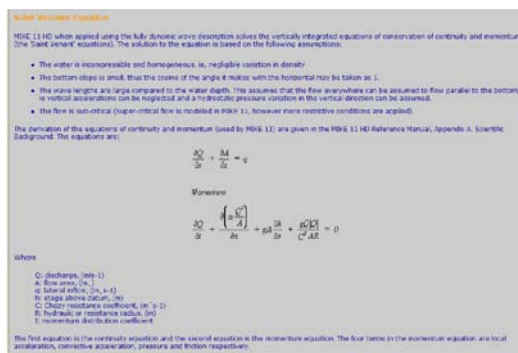 Saint Venant Equation
MIKE 11 HD when applied using the fully dynamic wave description solves the vertically integrated equations of conservation of continuity and momentum
(the 'Saint Venant' equations). The solution to the equation is based on the following assumptions:
The water is incompressible and homogeneous, ie, negligible variation in density
The bottom slope is small, thus the cosine of the angle it makes with the horizontal may be taken as 1.
The wave lengths are large compared to the water depth. This assumes that the flow everywhere can be assumed to flow parallel to the bottom,
ie vertical accelerations can be neglected and a hydrostatic pressure variation in the vertical direction can be assumed.
The flow is sub-critical (super-critical flow is modeled in MIKE 11, however more restrictive conditions are applied).
The derivation of the equations of continuity and momentum (used by MIKE 11) are given in the MIKE 11 HD Reference Manual, Appendix A. Scientific
Background. The equations are:
∂Q/∂x + ∂A/∂t = q
Momentum
∂Q/∂t + ∂(α Q²/A)/∂x + gA ∂h/∂x + gQ|Q|/C²AR = 0
Where
Q: discharge,
A: flow area,
q: lateral inflow,
h: stage above datum, (m)
C: Chezy resistance coefficient,
R: hydraulic or resistance radius, (m)
momentum distribution coefficient
The first equation is the continuity equation and the second equation is the momentum equation. The four terms in the momentum equation are local
acceleration, convective acceleration, pressure and friction respectively.